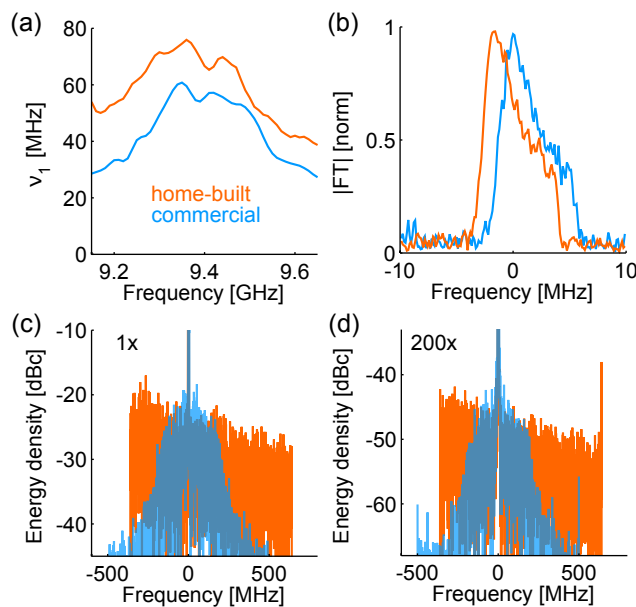 (a)
80
60
40
20
0
ν₁ [MHz]
home-built
commercial
9.2 9.4 9.6
Frequency [GHz]
(b)
1
0.5
0
|FT| [norm]
-10 0 10
Frequency [MHz]
(c)
1x
-10
-20
-30
-40
Energy density [dBc]
-500 0 500
Frequency [MHz]
(d)
200x
-40
-50
-60
Energy density [dBc]
-500 0 500
Frequency [MHz]